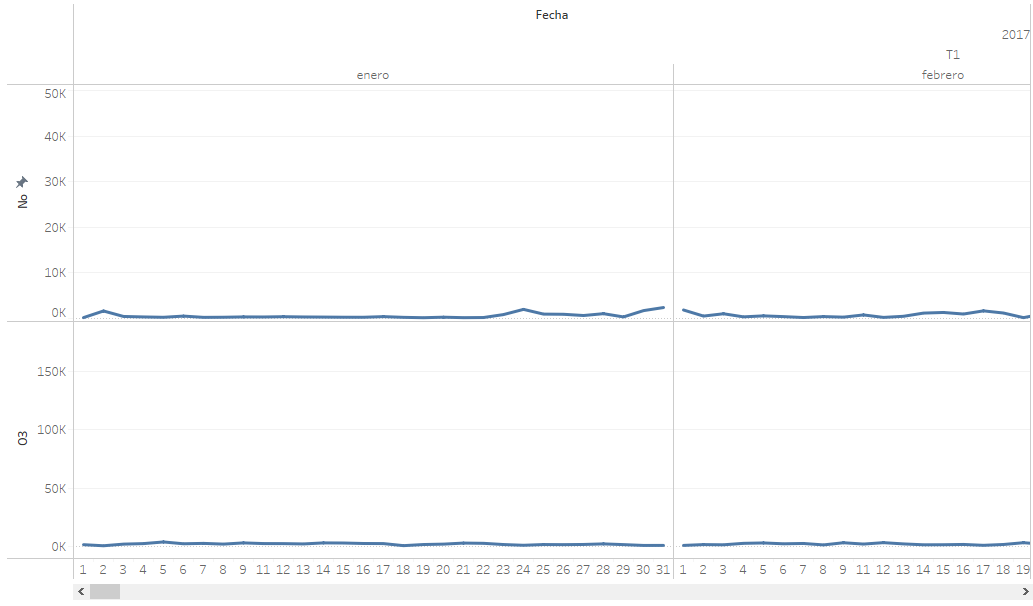 Fecha
2017
T1
enero febrero
50K
40K
30K
20K
10K
0K
No
150K
100K
50K
0K
O3
1 2 3 4 5 6 7 8 9 11 12 13 14 15 16 17 18 19 20 21 22 23 24 25 26 27 28 29 30 31 1 2 3 4 5 6 7 8 9 11 12 13 14 15 16 17 18 19